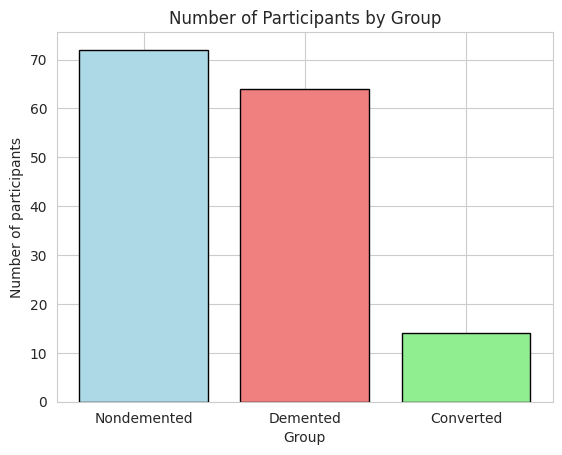 Number of Participants by Group
Number of participants
70
60
50
40
30
20
10
0
Nondemented Demented Converted
Group